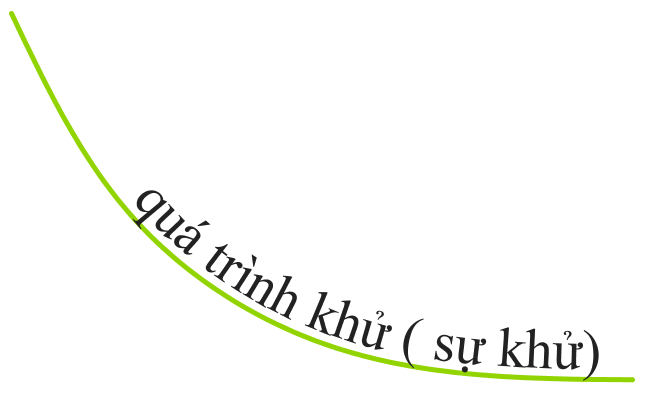 quá trình khử ( sự khử)